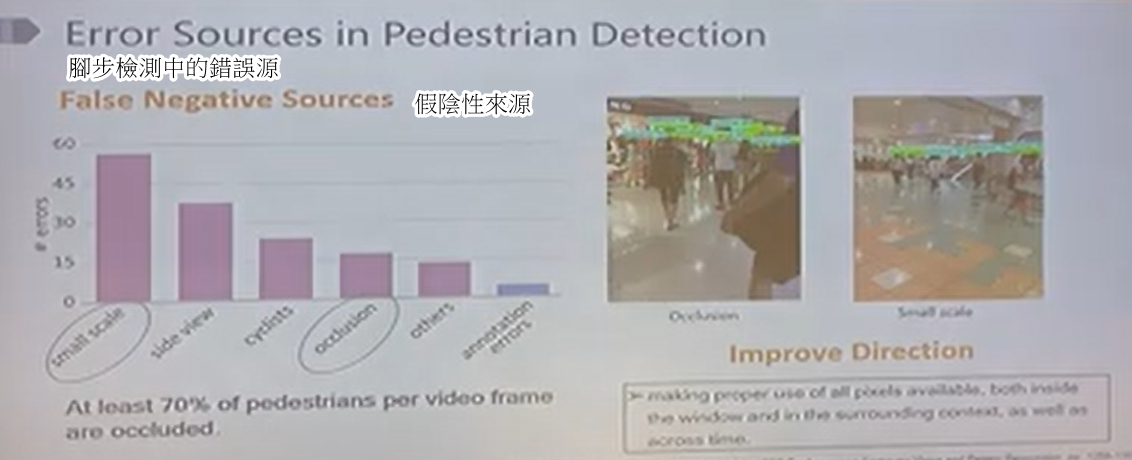 Error Sources in Pedestrian Detection
腳步檢測中的錯誤源
False Negative Sources
假陰性來源
60
45
30
15
0
# errors
small scale
side view
cyclists
occlusion
others
annotation
errors
At least 70% of pedestrians per video frame
are occluded.
Occlusion
Small scale
Improve Direction
➢ making proper use of all pixels available, both inside
the window and in the surrounding context, as well as
across time.